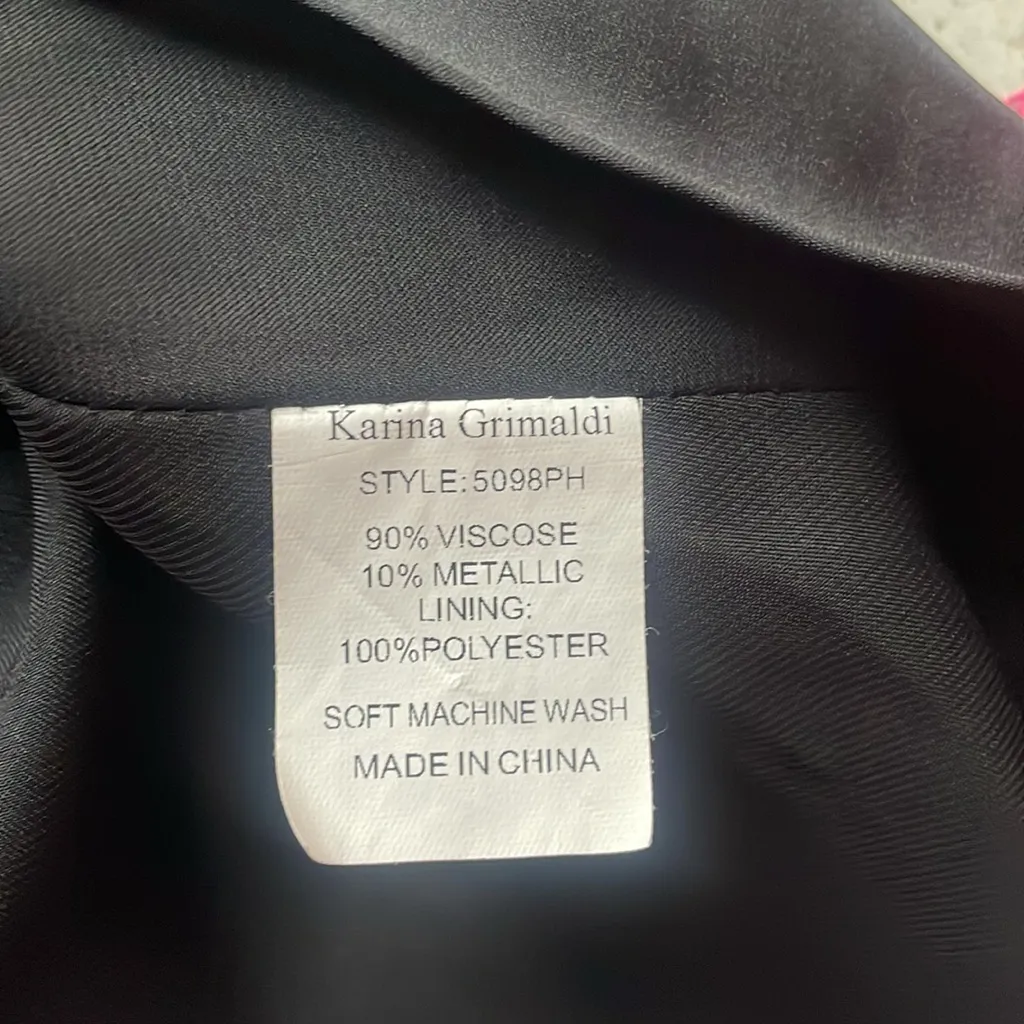 Karina Grimaldi
STYLE:5098PH
90% VISCOSE
10% METALLIC
LINING:
100%POLYESTER
SOFT MACHINE WASH
MADE IN CHINA